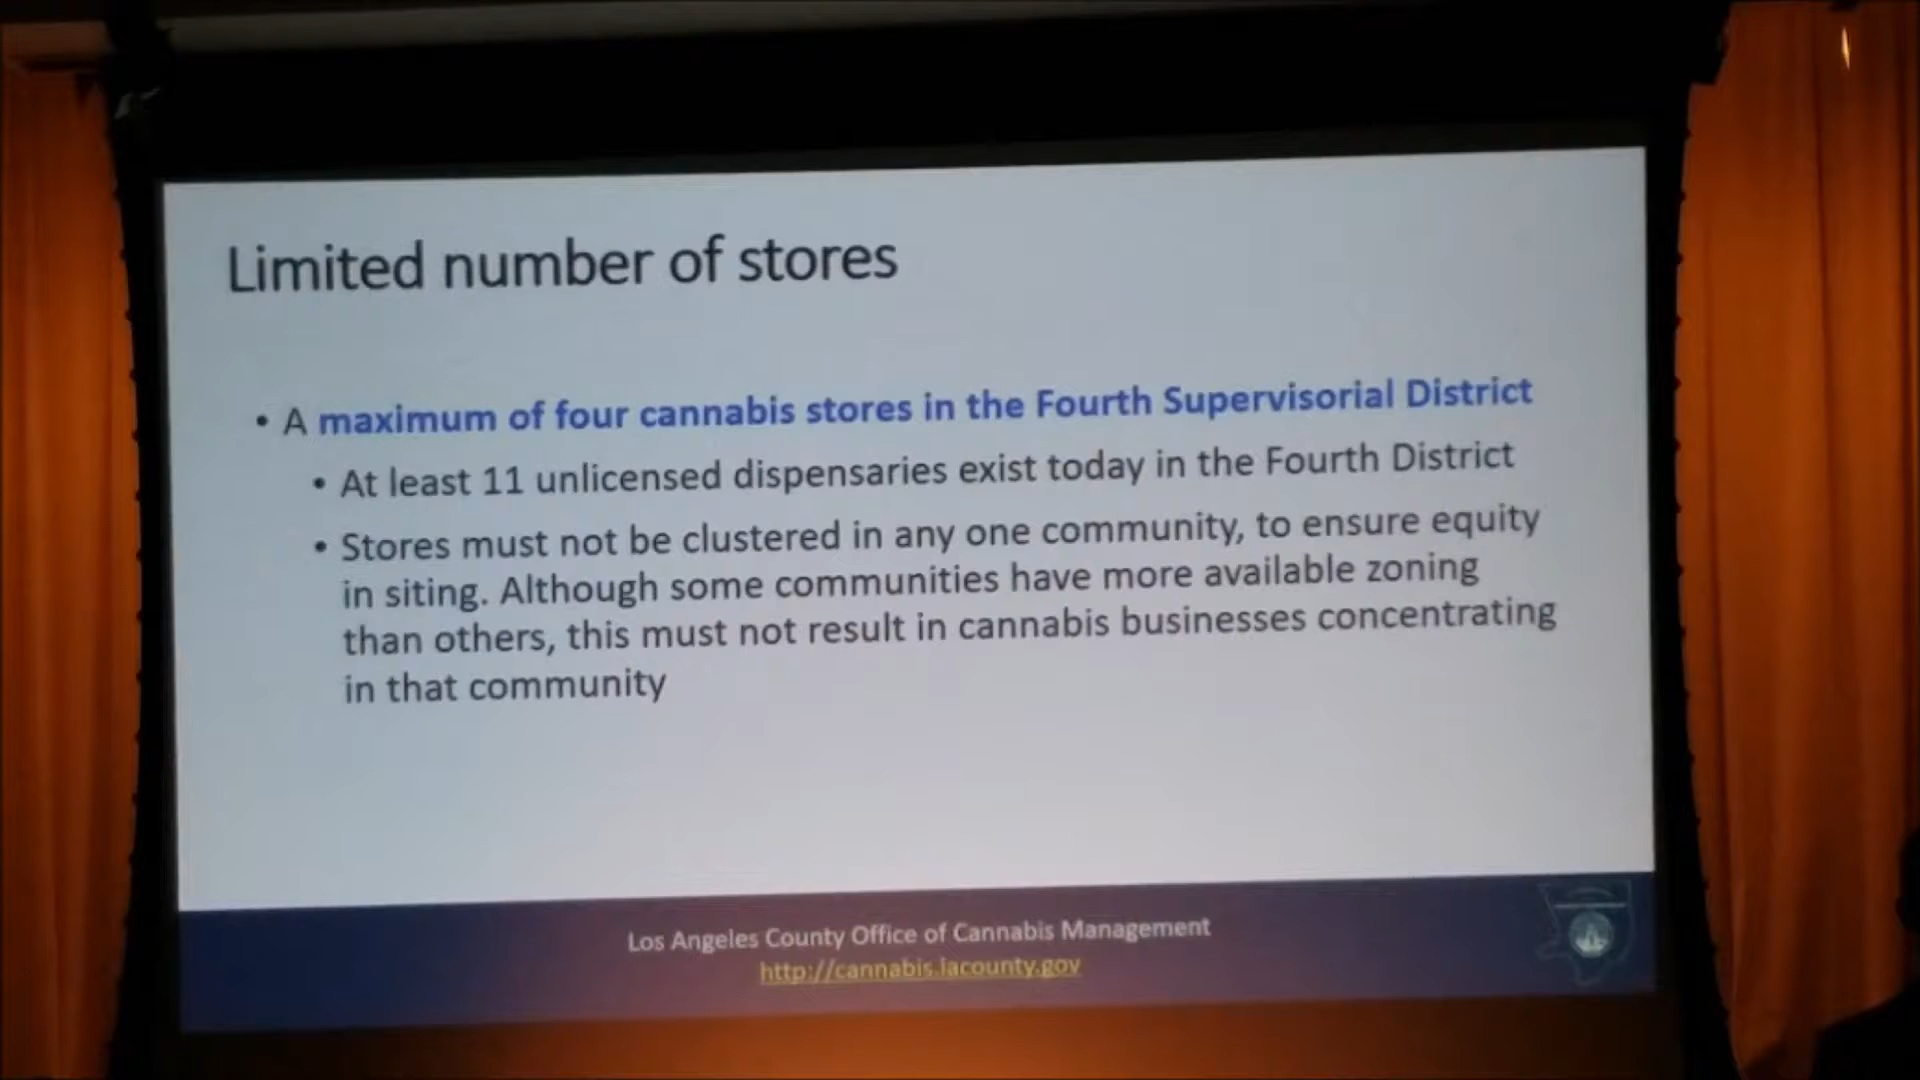 Limited number of stores
• A maximum of four cannabis stores in the Fourth Supervisorial District
• At least 11 unlicensed dispensaries exist today in the Fourth District
• Stores must not be clustered in any one community, to ensure equity
in siting. Although some communities have more available zoning
than others, this must not result in cannabis businesses concentrating
in that community
Los Angeles County Office of Cannabis Management
http://cannabis.lacounty.gov